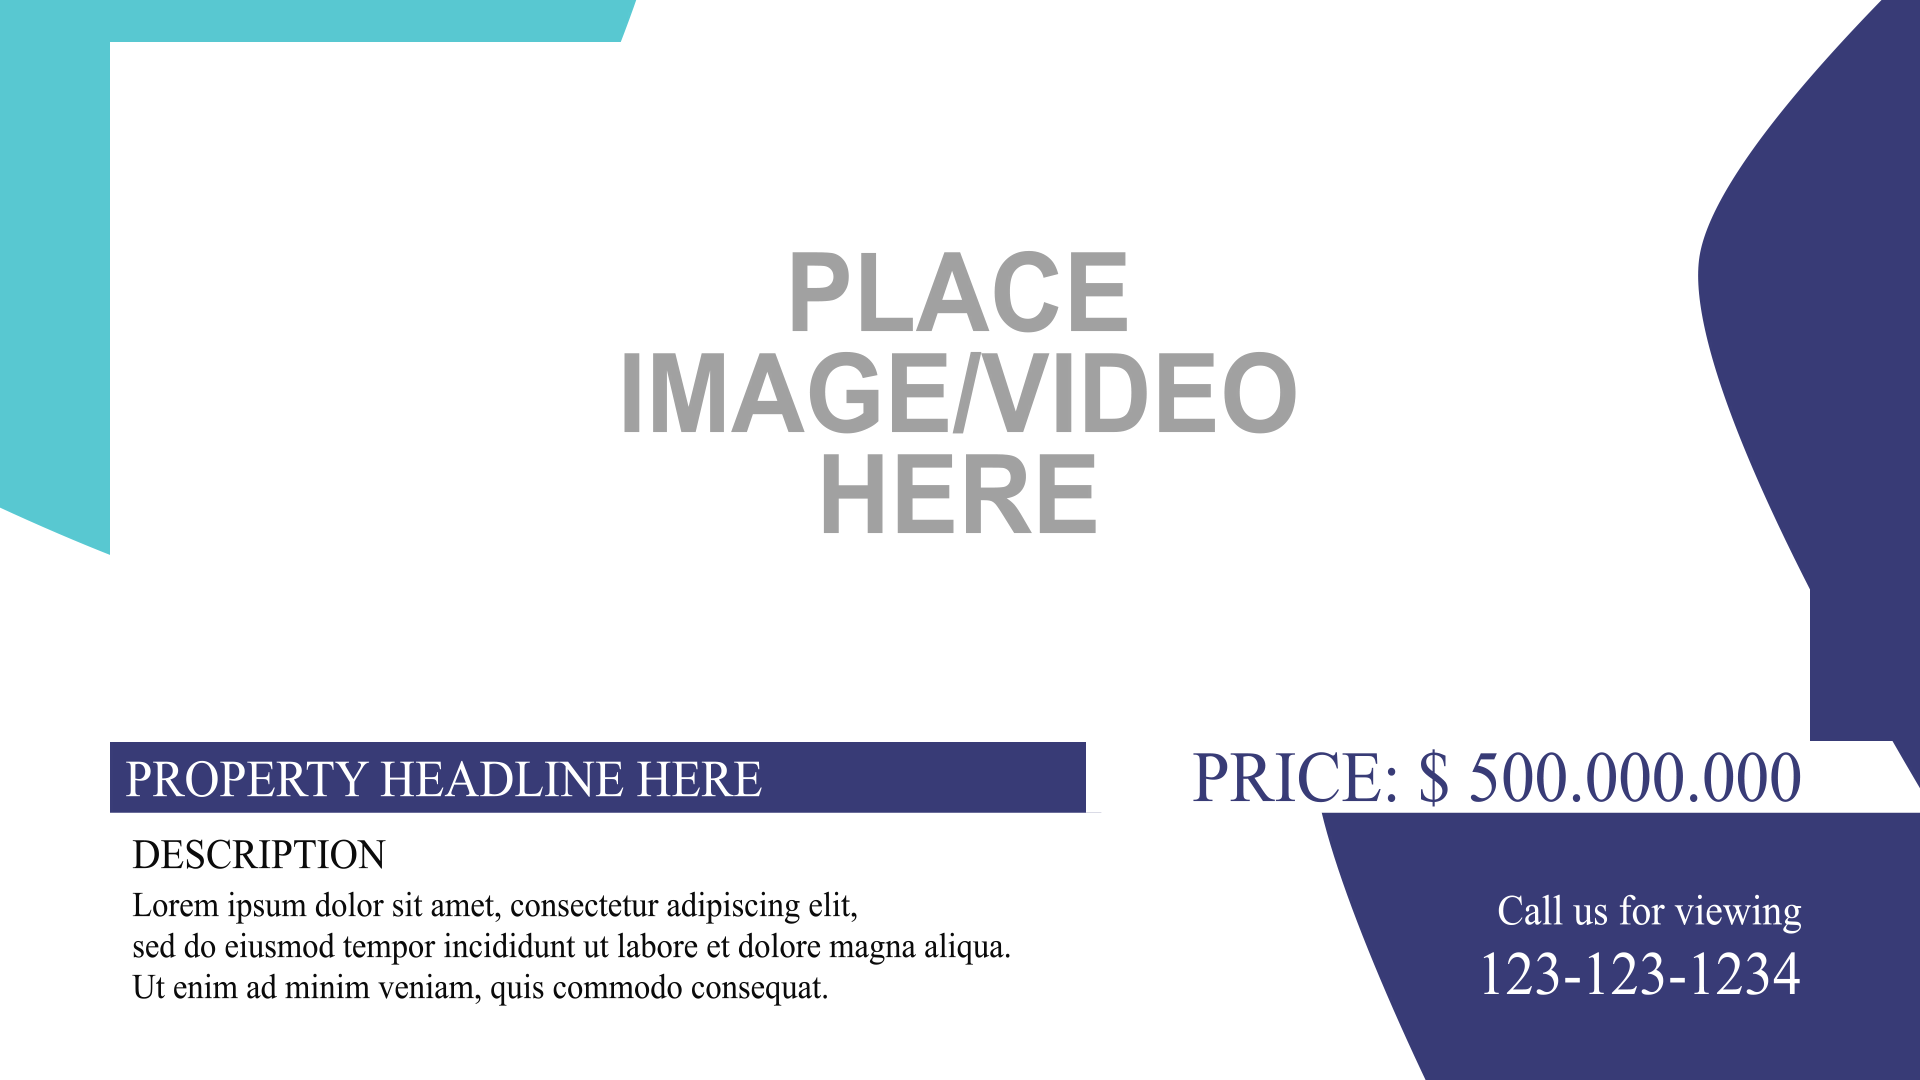 PLACE
IMAGE/VIDEO
HERE
PROPERTY HEADLINE HERE
PRICE: $ 500.000.000
DESCRIPTION
Lorem ipsum dolor sit amet, consectetur adipiscing elit,
sed do eiusmod tempor incididunt ut labore et dolore magna aliqua.
Ut enim ad minim veniam, quis commodo consequat.
Call us for viewing
123-123-1234